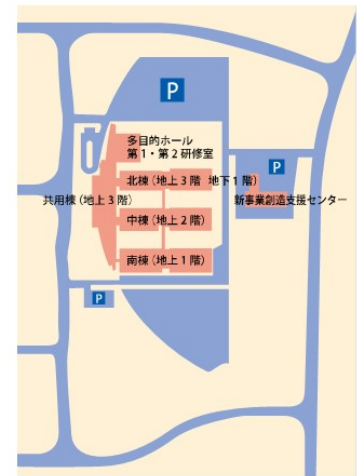 P
多目的ホール
第1・第2研修室
P
北棟（地上3階 地下1階）
共用棟（地上3階）
新事業創造支援センター
中棟（地上2階）
南棟（地上1階）
P